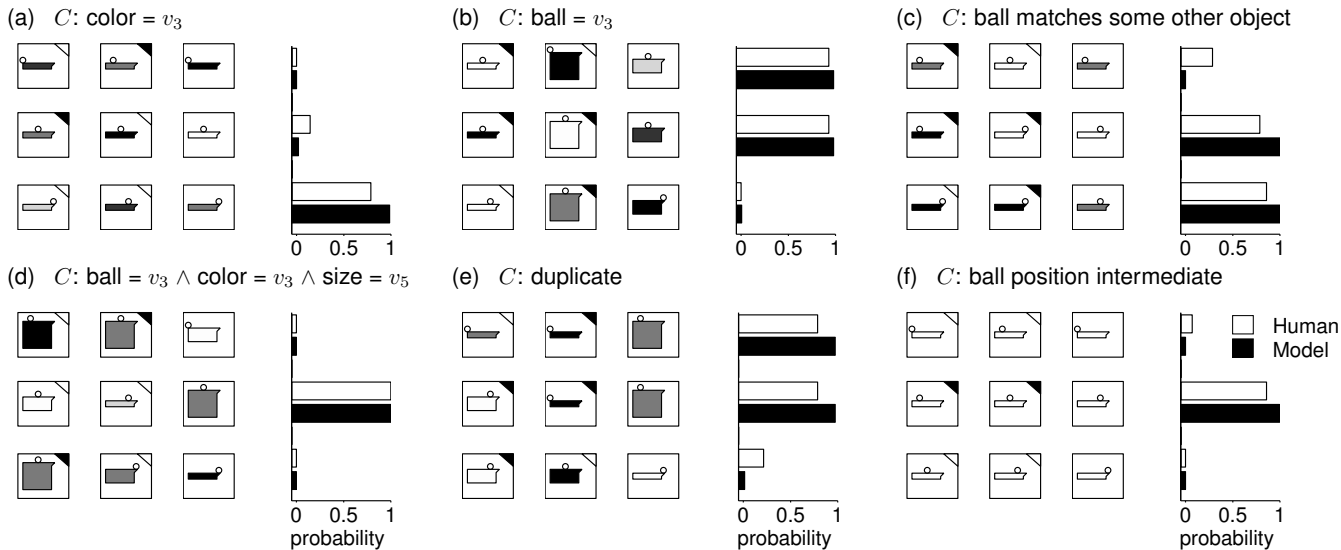 (a) C: color = v₃
(b) C: ball = v₃
(c) C: ball matches some other object
0 0.5 1
0 0.5 1
0 0.5 1
(d) C: ball = v₃ ∧ color = v₃ ∧ size = v₅
(e) C: duplicate
(f) C: ball position intermediate
Human
Model
0 0.5 1
0 0.5 1
0 0.5 1
probability
probability
probability